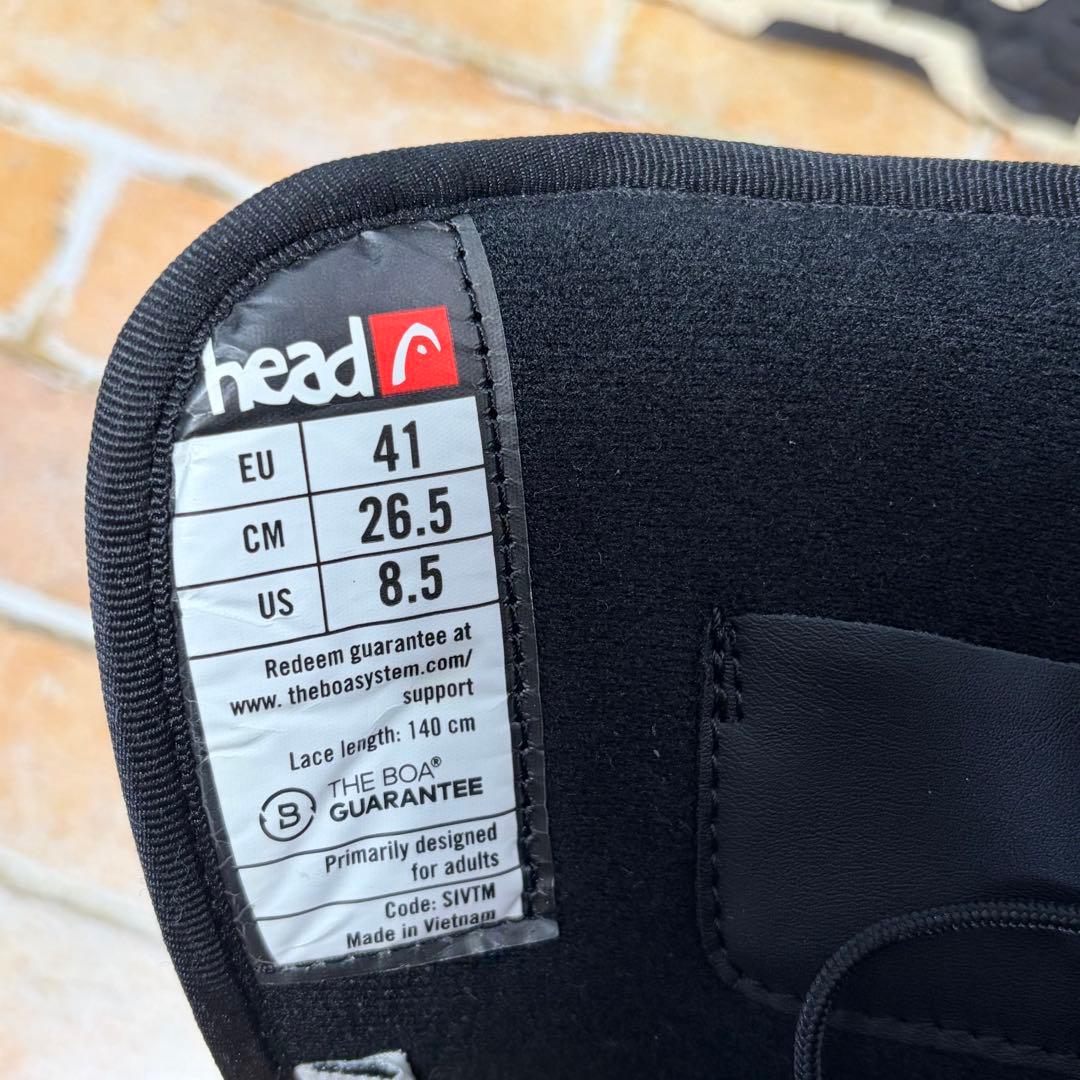 head
EU 41
CM 26.5
US 8.5
Redeem guarantee at
www. theboasystem.com/
support
Lace length: 140 cm
B THE BOA®
GUARANTEE
Primarily designed
for adults
Code: SIVTM
Made in Vietnam